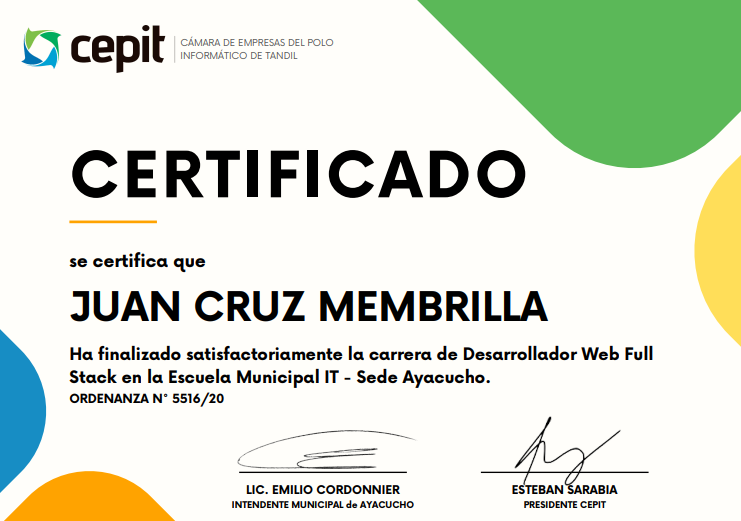 cepit
CÁMARA DE EMPRESAS DEL POLO
INFORMÁTICO DE TANDIL
CERTIFICADO
se certifica que
JUAN CRUZ MEMBRILLA
Ha finalizado satisfactoriamente la carrera de Desarrollador Web Full
Stack en la Escuela Municipal IT - Sede Ayacucho.
ORDENANZA N° 5516/20
LIC. EMILIO CORDONNIER
INTENDENTE MUNICIPAL de AYACUCHO
ESTEBAN SARABIA
PRESIDENTE CEPIT